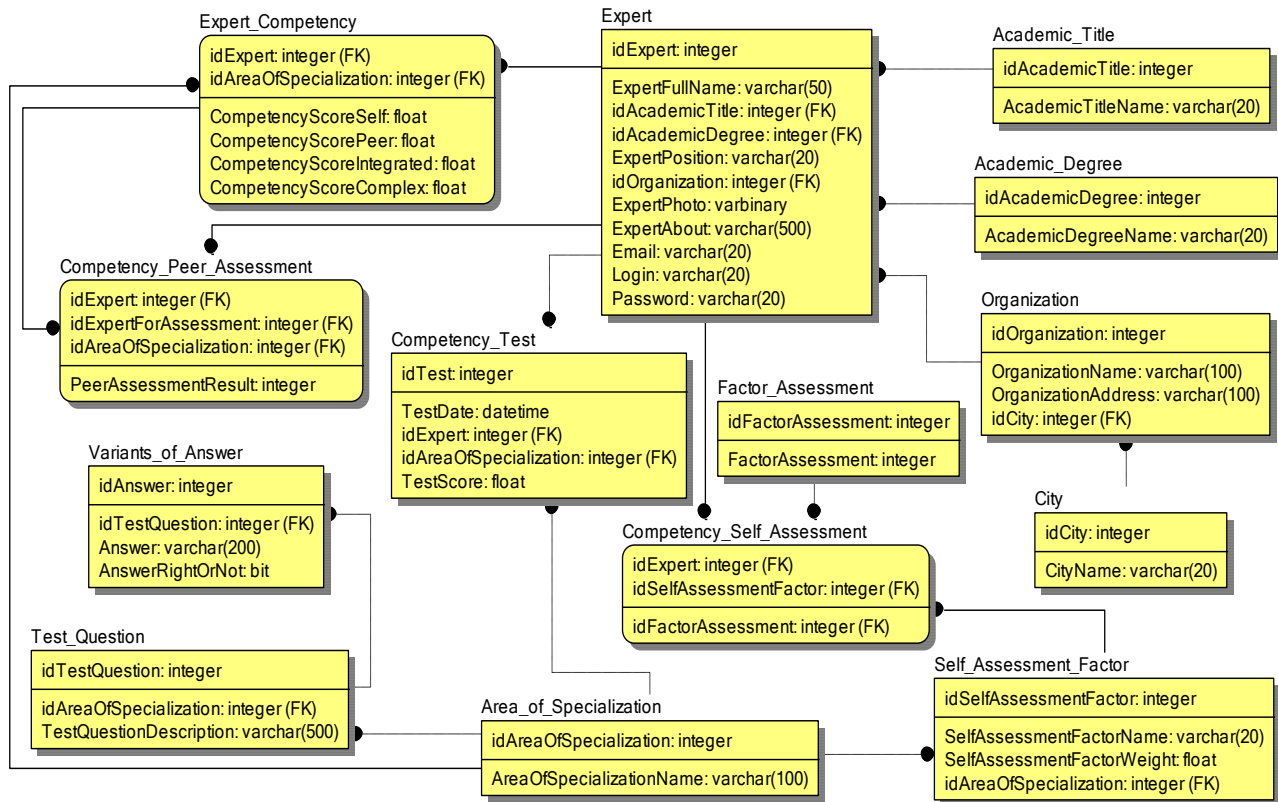 Expert_Competency
idExpert: integer (FK)
idAreaOfSpecialization: integer (FK)
CompetencyScoreSelf: float
CompetencyScorePeer: float
CompetencyScoreIntegrated: float
CompetencyScoreComplex: float
Expert
idExpert: integer
ExpertFullName: varchar(50)
idAcademicTitle: integer (FK)
idAcademicDegree: integer (FK)
ExpertPosition: varchar(20)
idOrganization: integer (FK)
ExpertPhoto: varbinary
ExpertAbout: varchar(500)
Email: varchar(20)
Login: varchar(20)
Password: varchar(20)
Academic_Title
idAcademicTitle: integer
AcademicTitleName: varchar(20)
Academic_Degree
idAcademicDegree: integer
AcademicDegreeName: varchar(20)
Competency_Peer_Assessment
idExpert: integer (FK)
idExpertForAssessment: integer (FK)
idAreaOfSpecialization: integer (FK)
PeerAssessmentResult: integer
Organization
idOrganization: integer
OrganizationName: varchar(100)
OrganizationAddress: varchar(100)
idCity: integer (FK)
Competency_Test
idTest: integer
TestDate: datetime
idExpert: integer (FK)
idAreaOfSpecialization: integer (FK)
TestScore: float
Factor_Assessment
idFactorAssessment: integer
FactorAssessment: integer
Variants_of_Answer
idAnswer: integer
idTestQuestion: integer (FK)
Answer: varchar(200)
AnswerRightOrNot: bit
City
idCity: integer
CityName: varchar(20)
Competency_Self_Assessment
idExpert: integer (FK)
idSelfAssessmentFactor: integer (FK)
idFactorAssessment: integer (FK)
Test_Question
idTestQuestion: integer
idAreaOfSpecialization: integer (FK)
TestQuestionDescription: varchar(500)
Area_of_Specialization
idAreaOfSpecialization: integer
AreaOfSpecializationName: varchar(100)
Self_Assessment_Factor
idSelfAssessmentFactor: integer
SelfAssessmentFactorName: varchar(20)
SelfAssessmentFactorWeight: float
idAreaOfSpecialization: integer (FK)